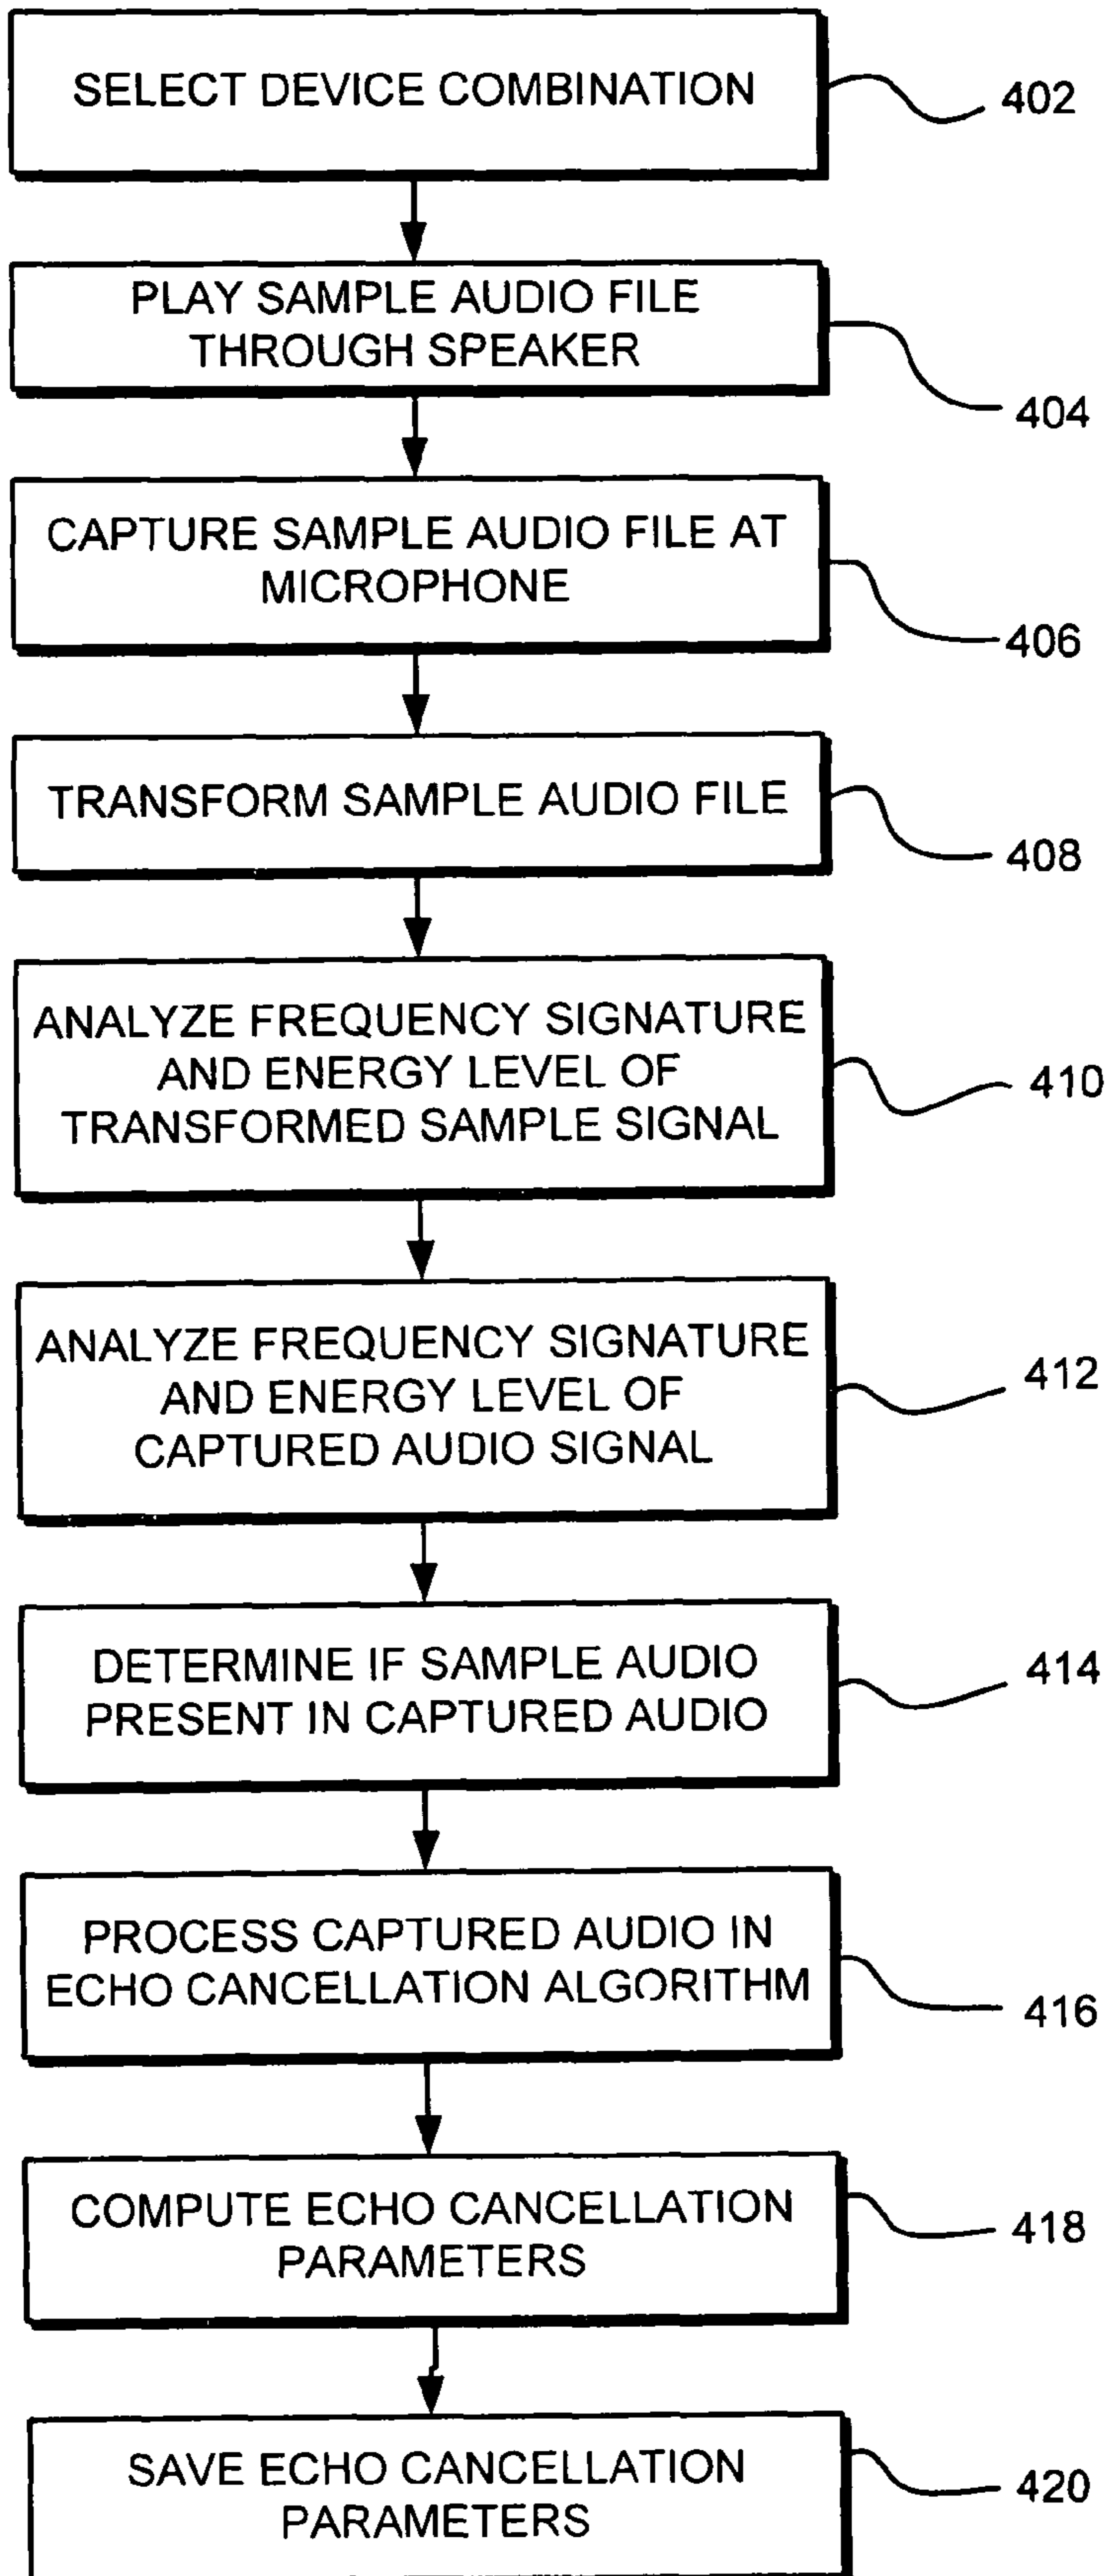 SELECT DEVICE COMBINATION
402
PLAY SAMPLE AUDIO FILE
THROUGH SPEAKER
404
CAPTURE SAMPLE AUDIO FILE AT
MICROPHONE
406
TRANSFORM SAMPLE AUDIO FILE
408
ANALYZE FREQUENCY SIGNATURE
AND ENERGY LEVEL OF
TRANSFORMED SAMPLE SIGNAL
410
ANALYZE FREQUENCY SIGNATURE
AND ENERGY LEVEL OF
CAPTURED AUDIO SIGNAL
412
DETERMINE IF SAMPLE AUDIO
PRESENT IN CAPTURED AUDIO
414
PROCESS CAPTURED AUDIO IN
ECHO CANCELLATION ALGORITHM
416
COMPUTE ECHO CANCELLATION
PARAMETERS
418
SAVE ECHO CANCELLATION
PARAMETERS
420